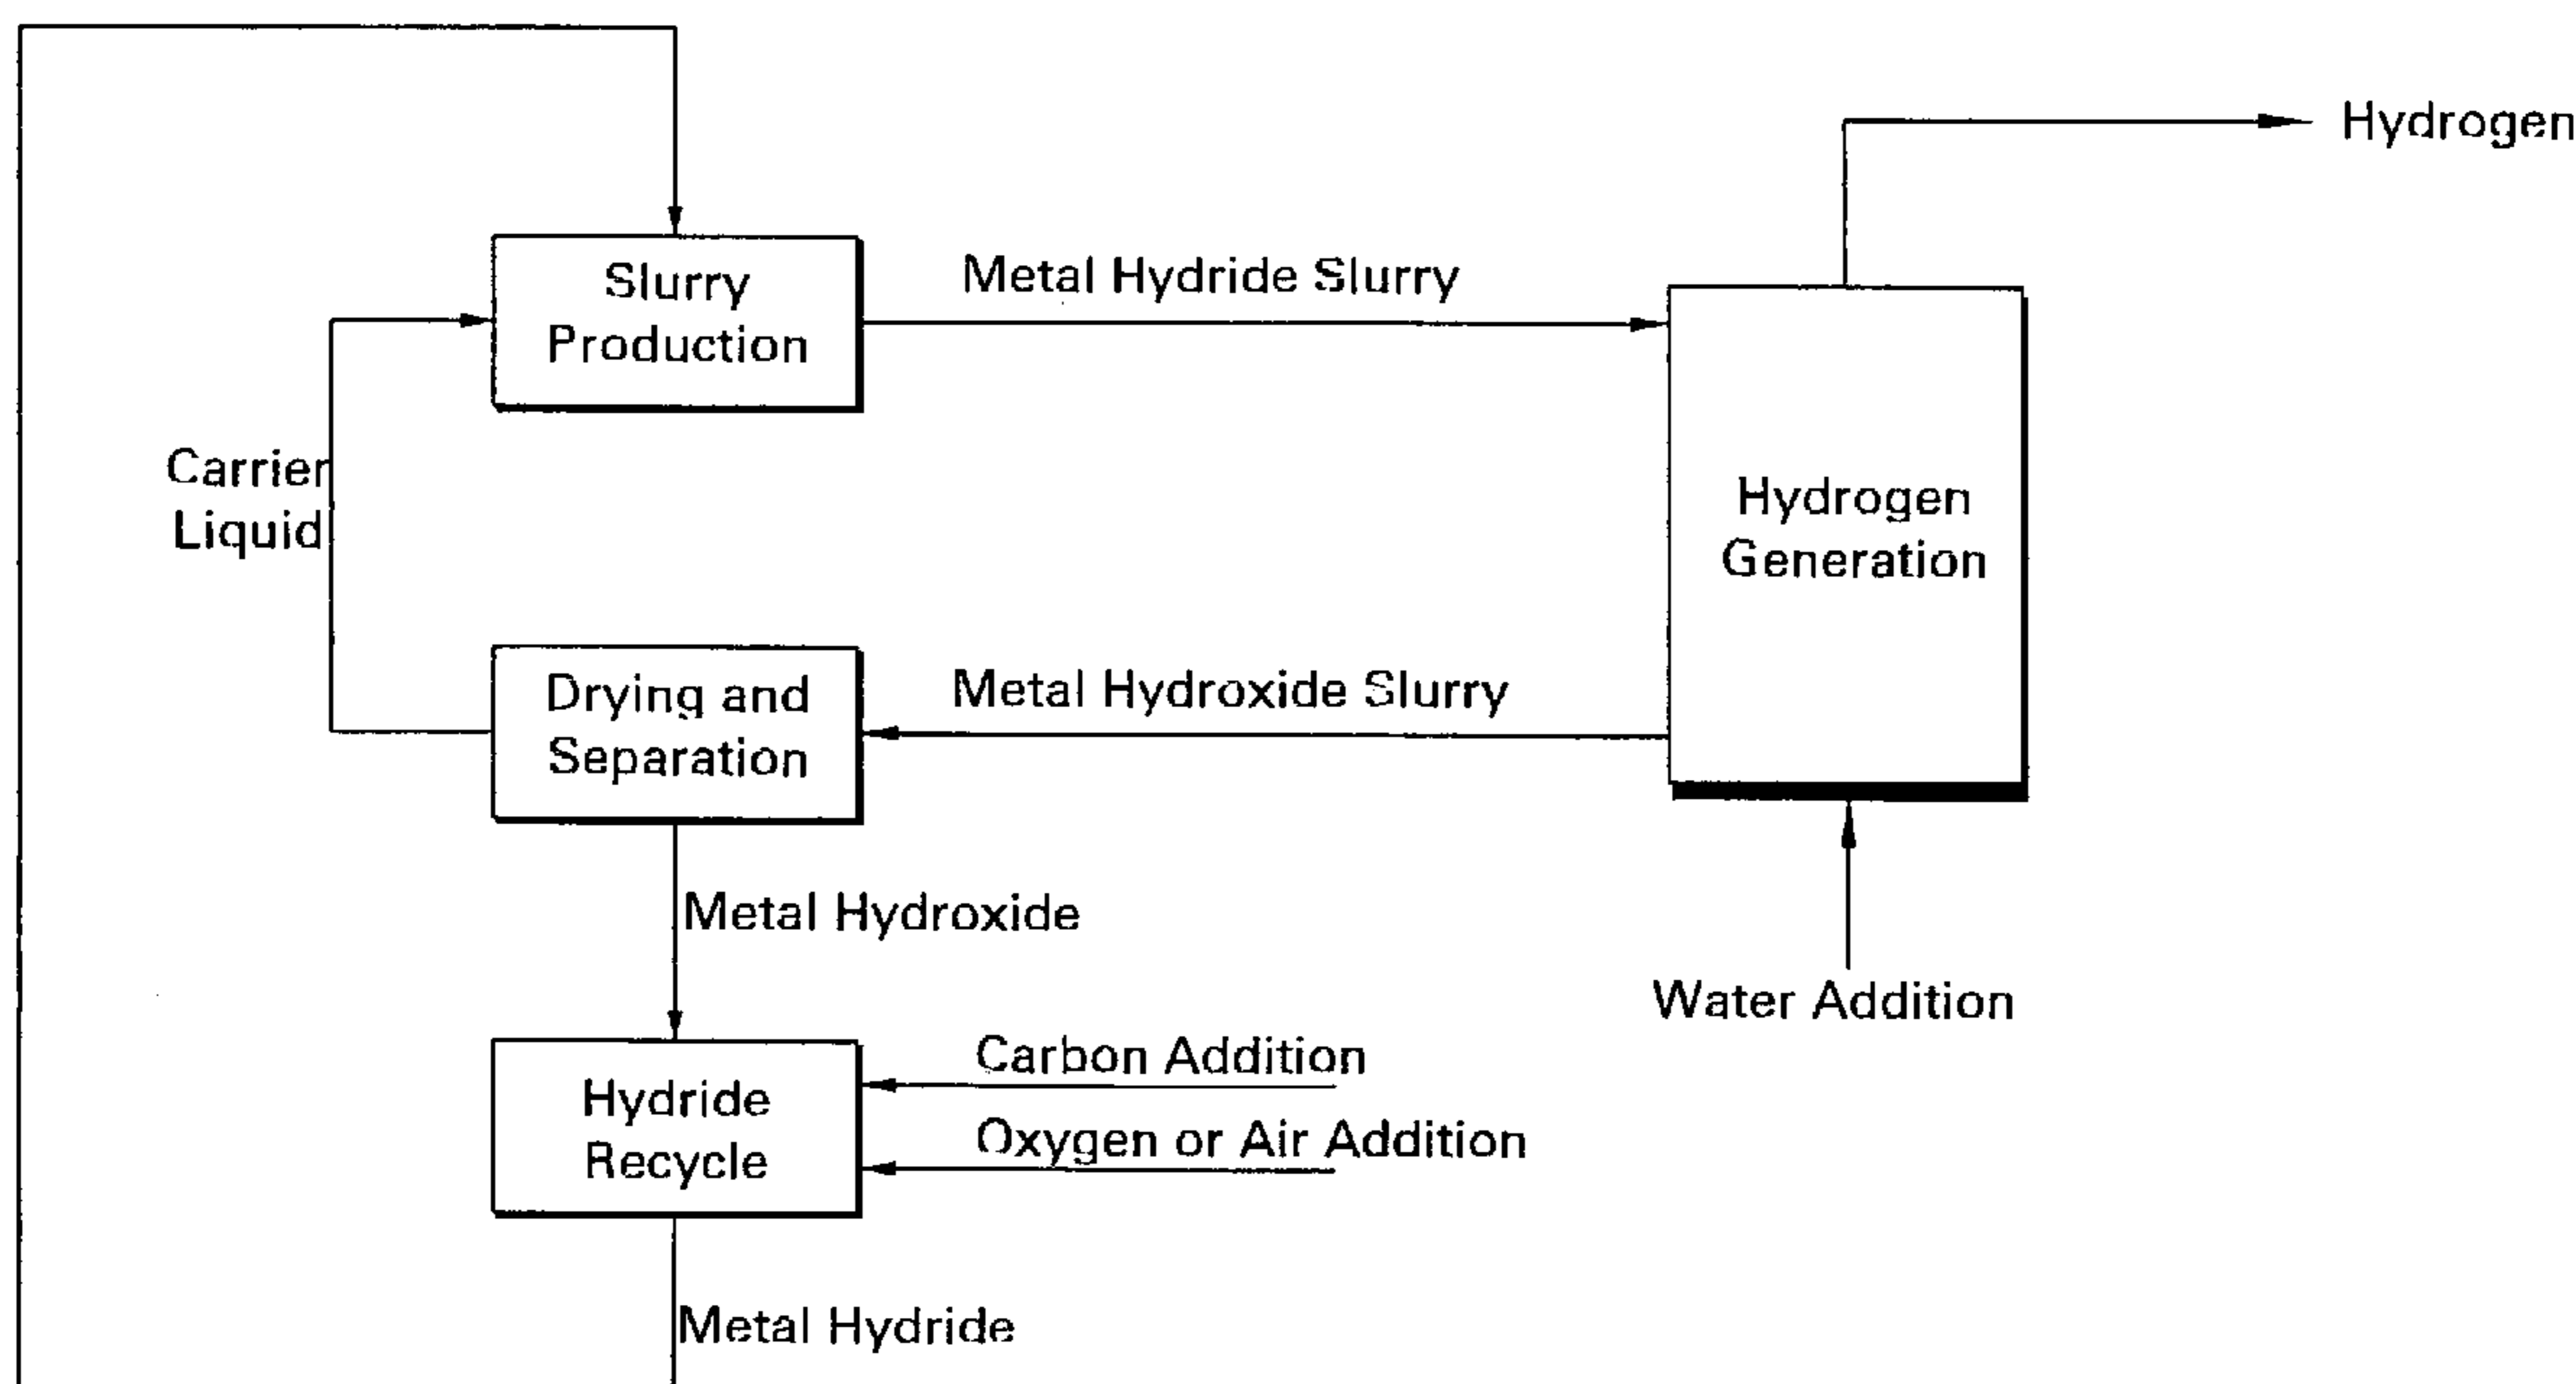 Hydrogen
Slurry
Production
Metal Hydride Slurry
Carrier
Liquid
Hydrogen
Generation
Drying and
Separation
Metal Hydroxide Slurry
Metal Hydroxide
Water Addition
Hydride
Recycle
Carbon Addition
Oxygen or Air Addition
Metal Hydride